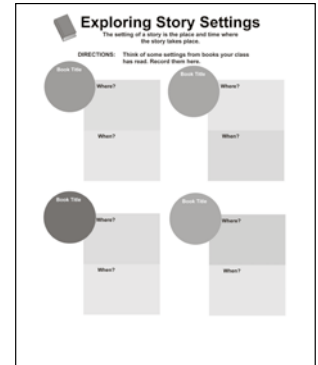 Exploring Story Settings
The setting of a story is the place and time where
the story takes place.
DIRECTIONS: Think of some settings from books your class
has read. Record them here.
Book Title
Where?
When?
Book Title
Where?
When?
Book Title
Where?
When?
Book Title
Where?
When?